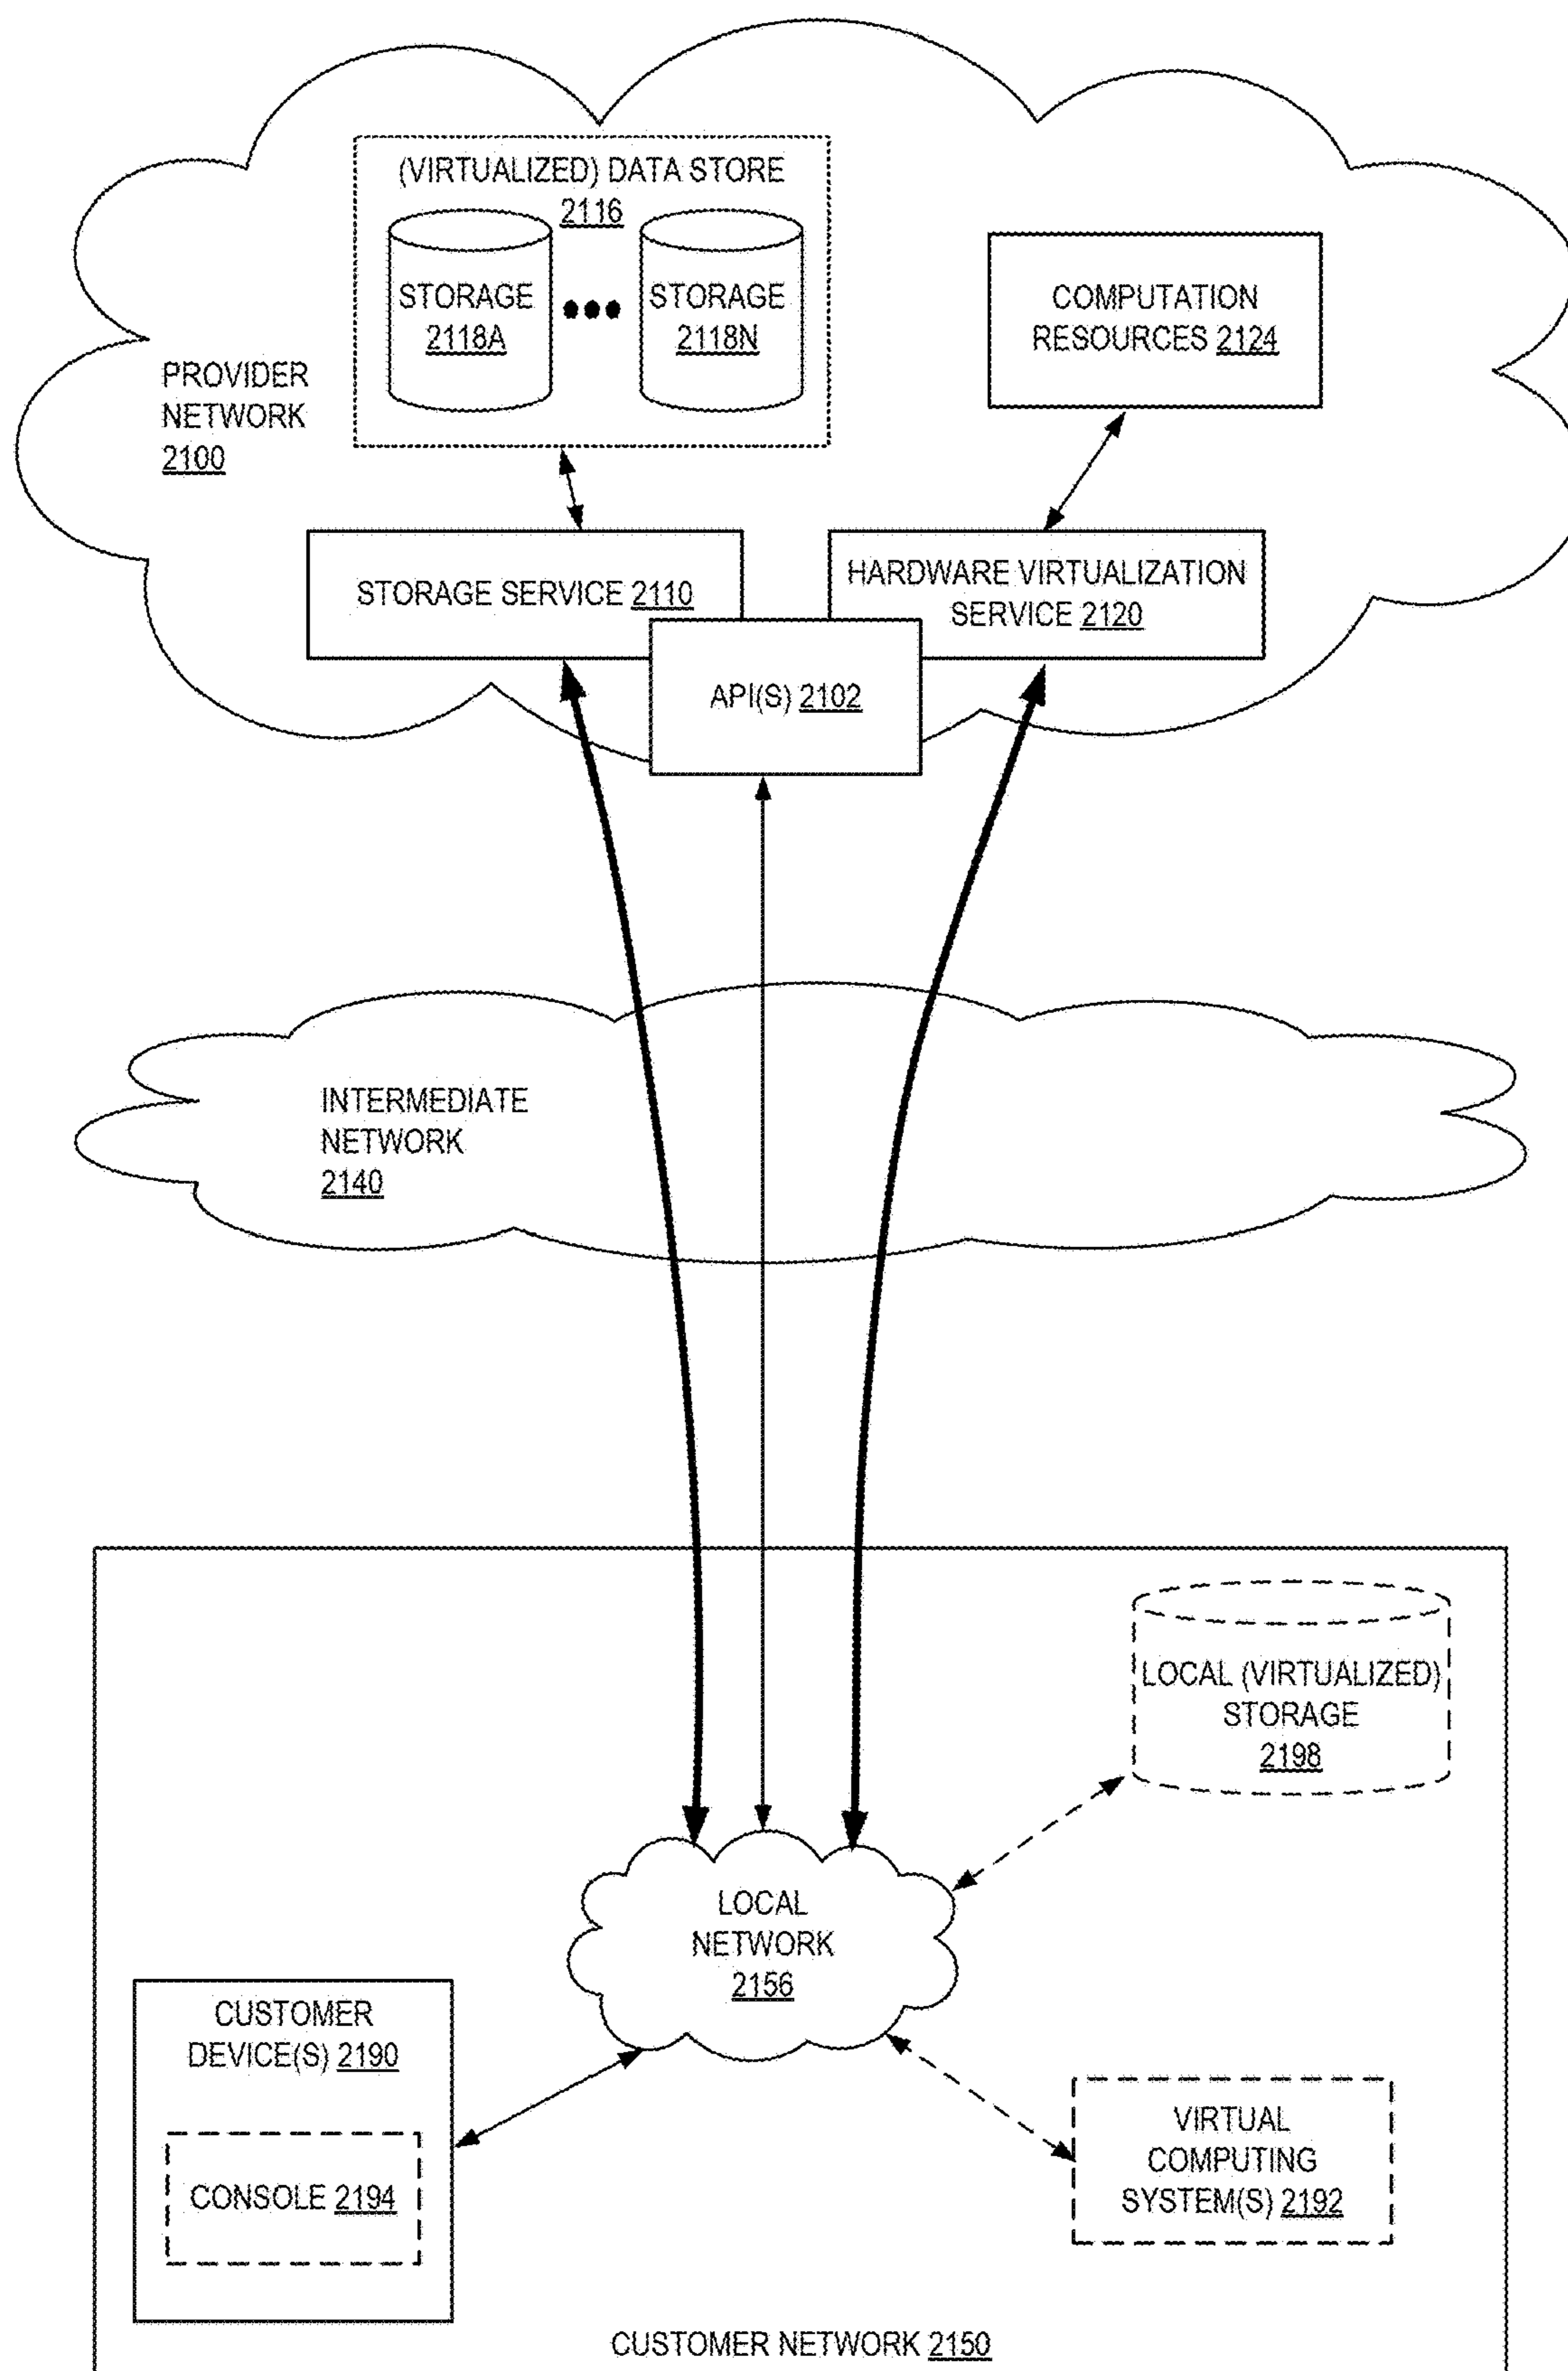 (VIRTUALIZED) DATA STORE
2116
STORAGE
2118A
STORAGE
2118N
COMPUTATION
RESOURCES 2124
PROVIDER
NETWORK
2100
STORAGE SERVICE 2110
HARDWARE VIRTUALIZATION
SERVICE 2120
API(S) 2102
INTERMEDIATE
NETWORK
2140
LOCAL (VIRTUALIZED)
STORAGE
2198
LOCAL
NETWORK
2156
CUSTOMER
DEVICE(S) 2190
CONSOLE 2194
VIRTUAL
COMPUTING
SYSTEM(S) 2192
CUSTOMER NETWORK 2150